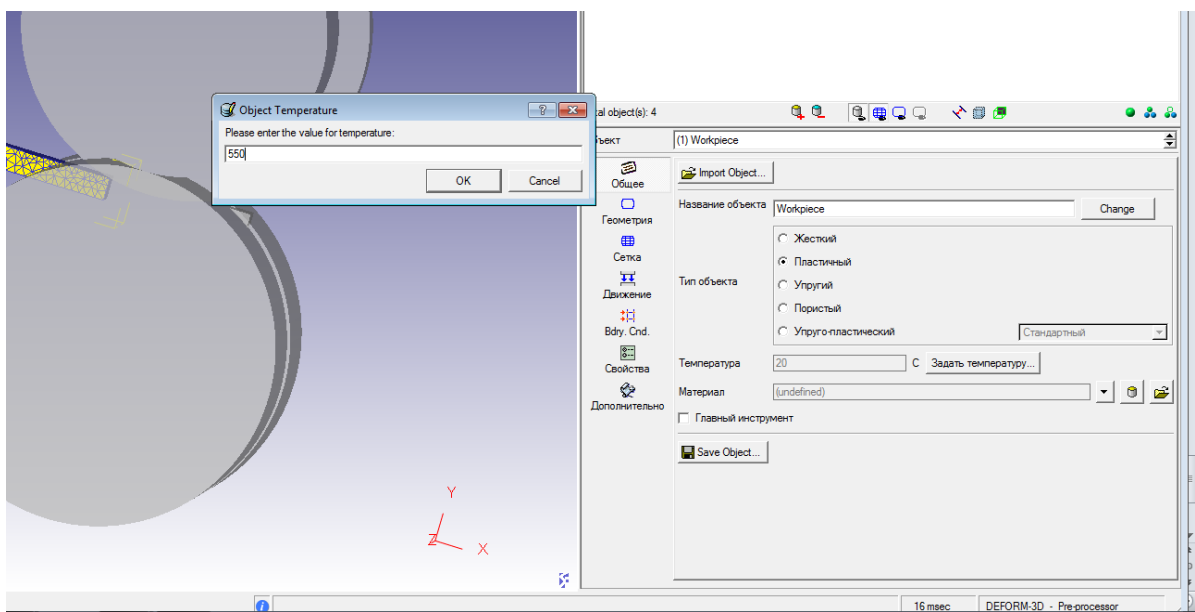 Object Temperature
Please enter the value for temperature:
550
OK Cancel
al object(s): 4
ъект (1) Workpiece
Общее Import Object...
Название объекта Workpiece Change
Геометрия
Жесткий
Сетка
Пластичный
Тип объекта Упругий
Движение
Пористый
Bdry. Cnd.
Упруго-пластический Стандартный
Свойства
Температура 20 C Задать температуру...
Материал (undefined)
Дополнительно
Главный инструмент
Save Object...
Y
Z X
16 msec DEFORM-3D - Pre-processor